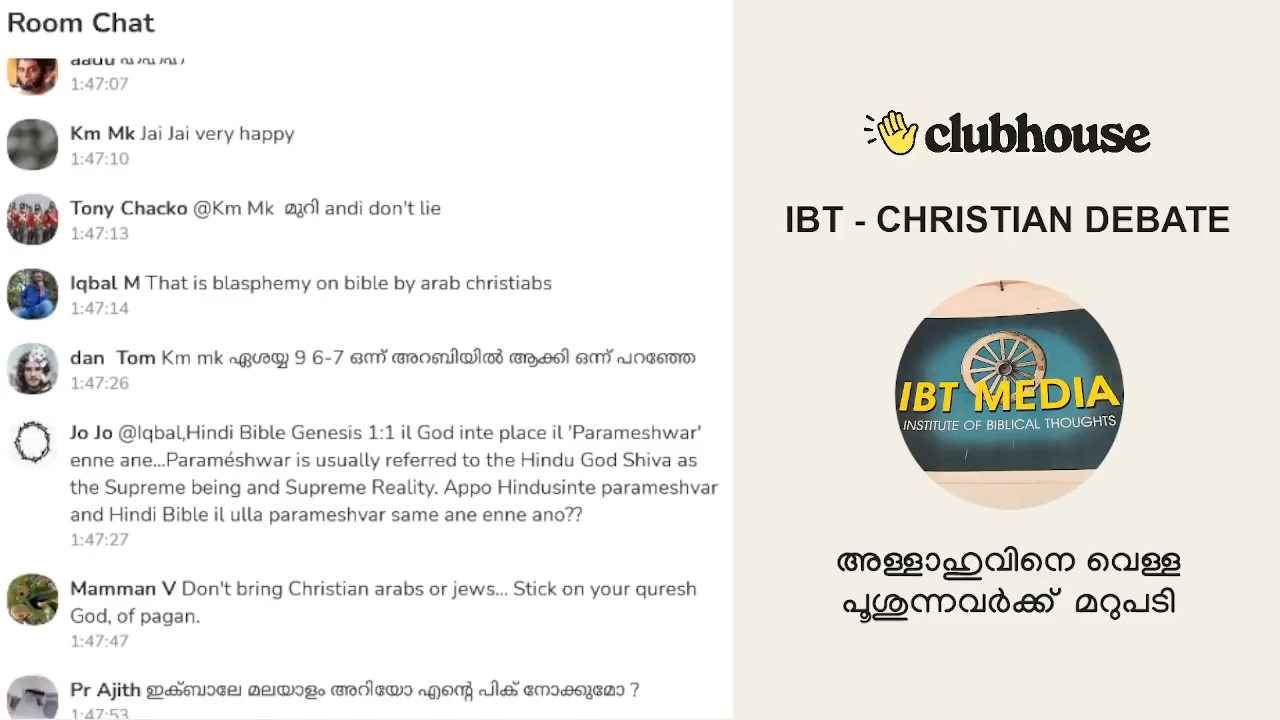 Room Chat
aadu ഹഹഹ
1:47:07
Km Mk Jai Jai very happy
1:47:10
Tony Chacko @Km Mk മുറി andi don't lie
1:47:13
Iqbal M That is blasphemy on bible by arab christiabs
1:47:14
dan Tom Km mk ഏശയ്യ 9 6-7 ഒന്ന് അറബിയിൽ ആക്കി ഒന്ന് പറഞ്ഞേ
1:47:26
Jo Jo @Iqbal,Hindi Bible Genesis 1:1 il God inte place il 'Parameshwar'
enne ane...Paraméshwar is usually referred to the Hindu God Shiva as
the Supreme being and Supreme Reality. Appo Hindusinte parameshvar
and Hindi Bible il ulla parameshvar same ane enne ano??
1:47:27
Mamman V Don't bring Christian arabs or jews... Stick on your quresh
God, of pagan.
1:47:47
Pr Ajith ഇക്ബാലേ മലയാളം അറിയോ എന്റെ പിക് നോക്കുമോ ?
1:47:53
clubhouse
IBT - CHRISTIAN DEBATE
IBT MEDIA
INSTITUTE OF BIBLICAL THOUGHTS
അള്ളാഹുവിനെ വെള്ള
പൂശുന്നവർക്ക് മറുപടി